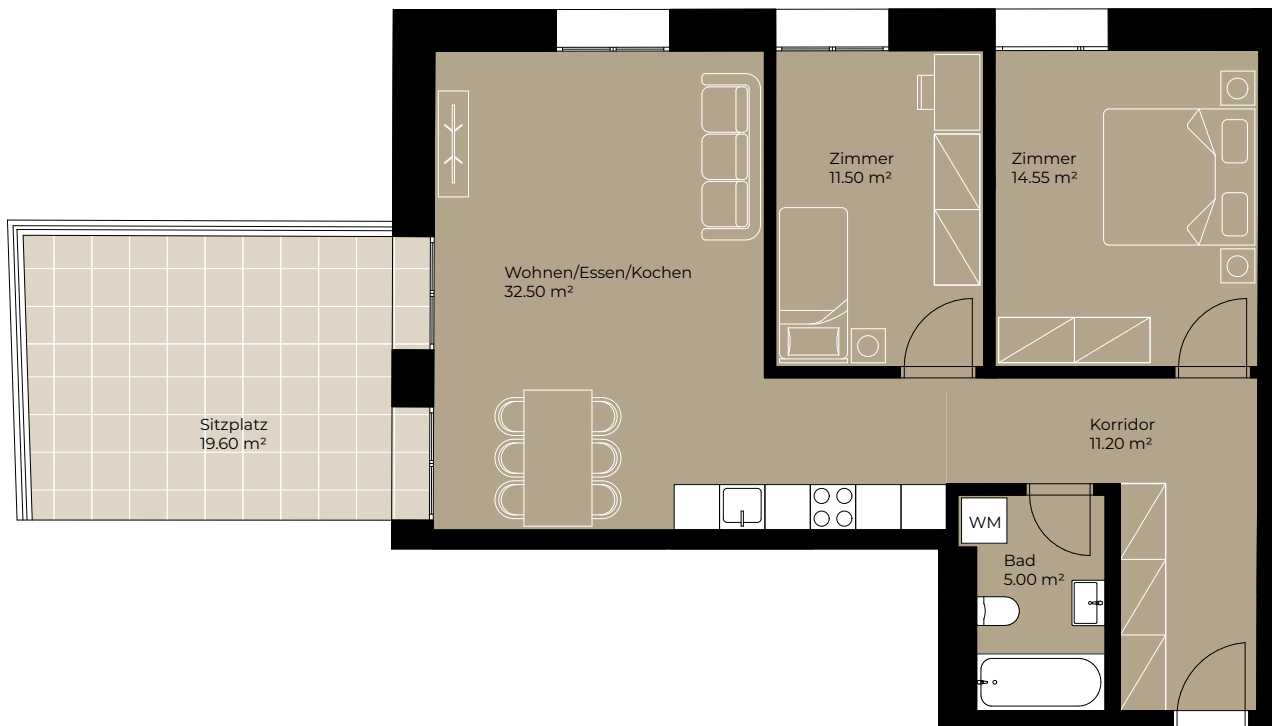 Zimmer
11.50 m²
Zimmer
14.55 m²
Wohnen/Essen/Kochen
32.50 m²
Sitzplatz
19.60 m²
Korridor
11.20 m²
WM
Bad
5.00 m²